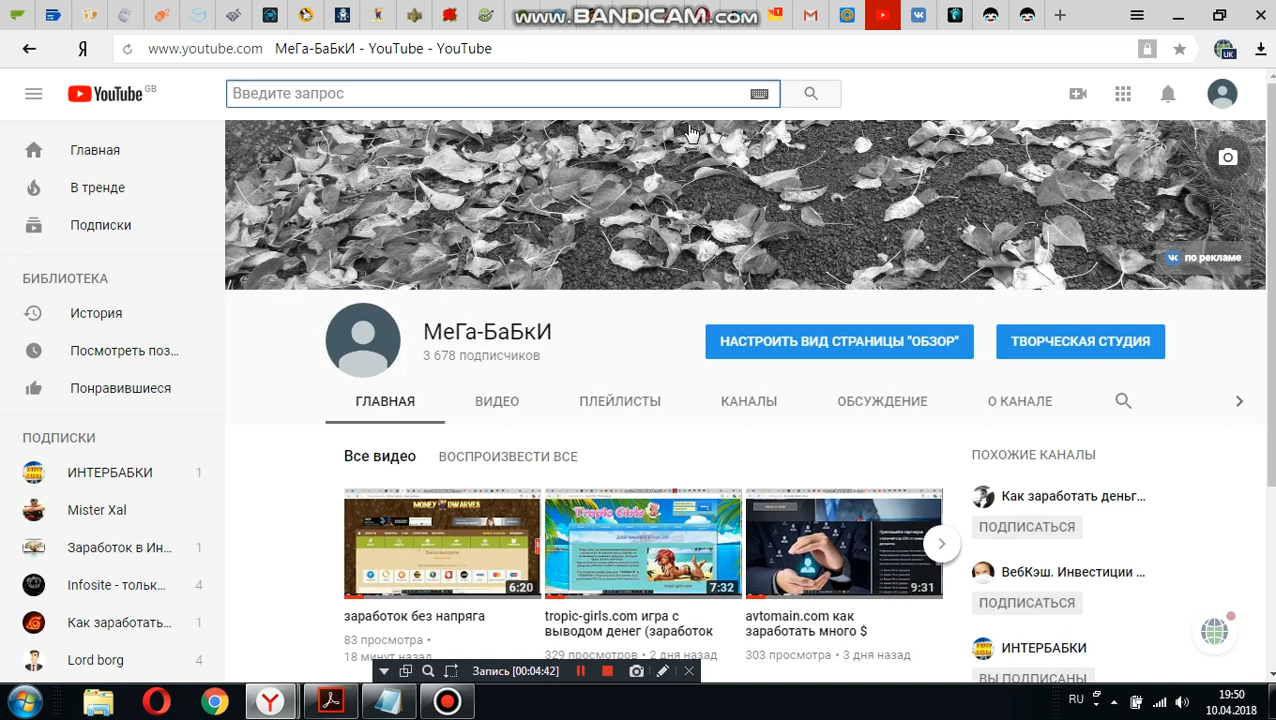 www.BANDICAM.com
Я
www.youtube.com МеГа-БаБкИ - YouTube - YouTube
UK
YouTube GB
Введите запрос
Главная
В тренде
Подписки
БИБЛИОТЕКА
История
Посмотреть поз...
Понравившиеся
ПОДПИСКИ
ИНТЕРБАБКИ 1
Mister Xal
Заработок в Ин...
Infosite - тольк...
Как заработать... 1
Lord borg 4
по рекламе
МеГа-БаБкИ
3 678 подписчиков
НАСТРОИТЬ ВИД СТРАНИЦЫ "ОБЗОР"
ТВОРЧЕСКАЯ СТУДИЯ
ГЛАВНАЯ ВИДЕО ПЛЕЙЛИСТЫ КАНАЛЫ ОБСУЖДЕНИЕ О КАНАЛЕ
Все видео ВОСПРОИЗВЕСТИ ВСЕ
MONEY DWARVES
6:20
заработок без напряга
83 просмотра •
18 минут назад
Tropic Girls
7:32
tropic-girls.com игра с
выводом денег (заработок
329 просмотров • 2 дня назад
9:31
avtomain.com как
заработать много $
303 просмотра • 3 дня назад
ПОХОЖИЕ КАНАЛЫ
Как заработать деньг...
ПОДПИСАТЬСЯ
ВебКэш. Инвестиции ...
ПОДПИСАТЬСЯ
ИНТЕРБАБКИ
ВЫ ПОДПИСАНЫ
Запись [00:04:42]
RU
19:50
10.04.2018